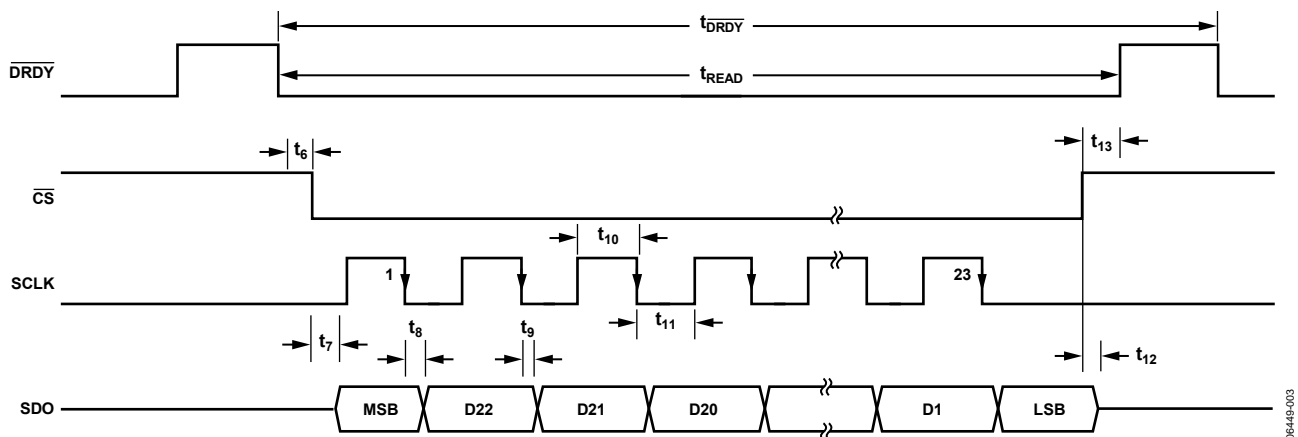 tDRDY
DRDY
tREAD
t6
t13
CS
t10
1
23
SCLK
t11
t8
t9
t7
t12
SDO
MSB
D22
D21
D20
D1
LSB
06449-003